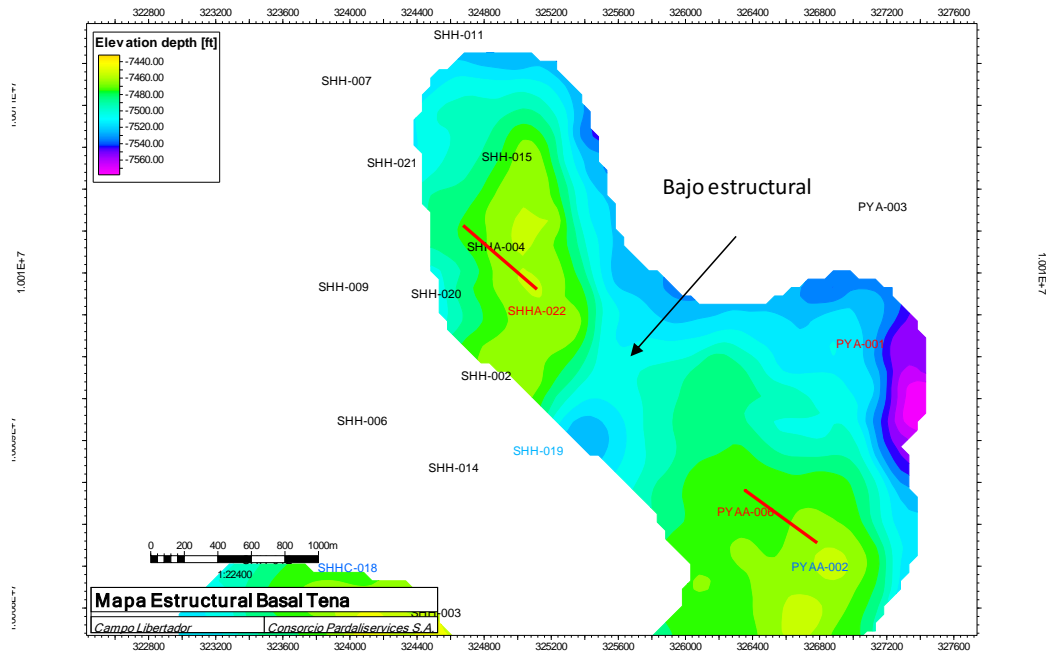 322800 323200 323600 324000 324400 324800 325200 325600 326000 326400 326800 327200 327600
SHH-011
Elevation depth [ft]
-7440.00
-7460.00
-7480.00
-7500.00
-7520.00
-7540.00
-7560.00
SHH-007
SHH-015
SHH-021
Bajo estructural
PYA-003
SHHA-004
1.001E+7
1.001E+7
SHH-009
SHH-020
SHHA-022
PYA-001
SHH-002
SHH-006
SHH-019
SHH-014
PYAA-006
0 200 400 600 800 1000m
1:22400
SHHC-018
PYAA-002
Mapa Estructural Basal Tena
SHH-003
Campo Libertador
Consorcio Pardaliservices S.A.
322800 323200 323600 324000 324400 324800 325200 325600 326000 326400 326800 327200 327600